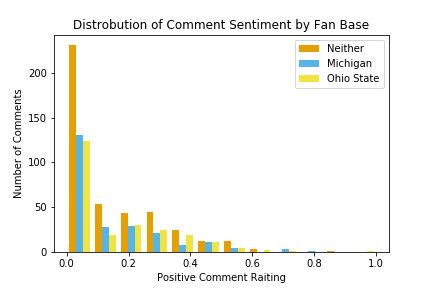 Distrobution of Comment Sentiment by Fan Base
Neither
Michigan
Ohio State
Number of Comments
200
150
100
50
0
0.0 0.2 0.4 0.6 0.8 1.0
Positive Comment Raiting